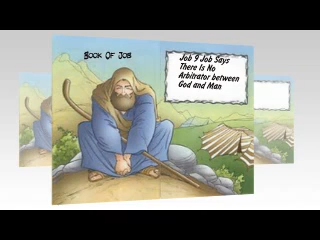 Book Of Job
Job 9 Job Says
There Is No
Arbitrator between
God and Man